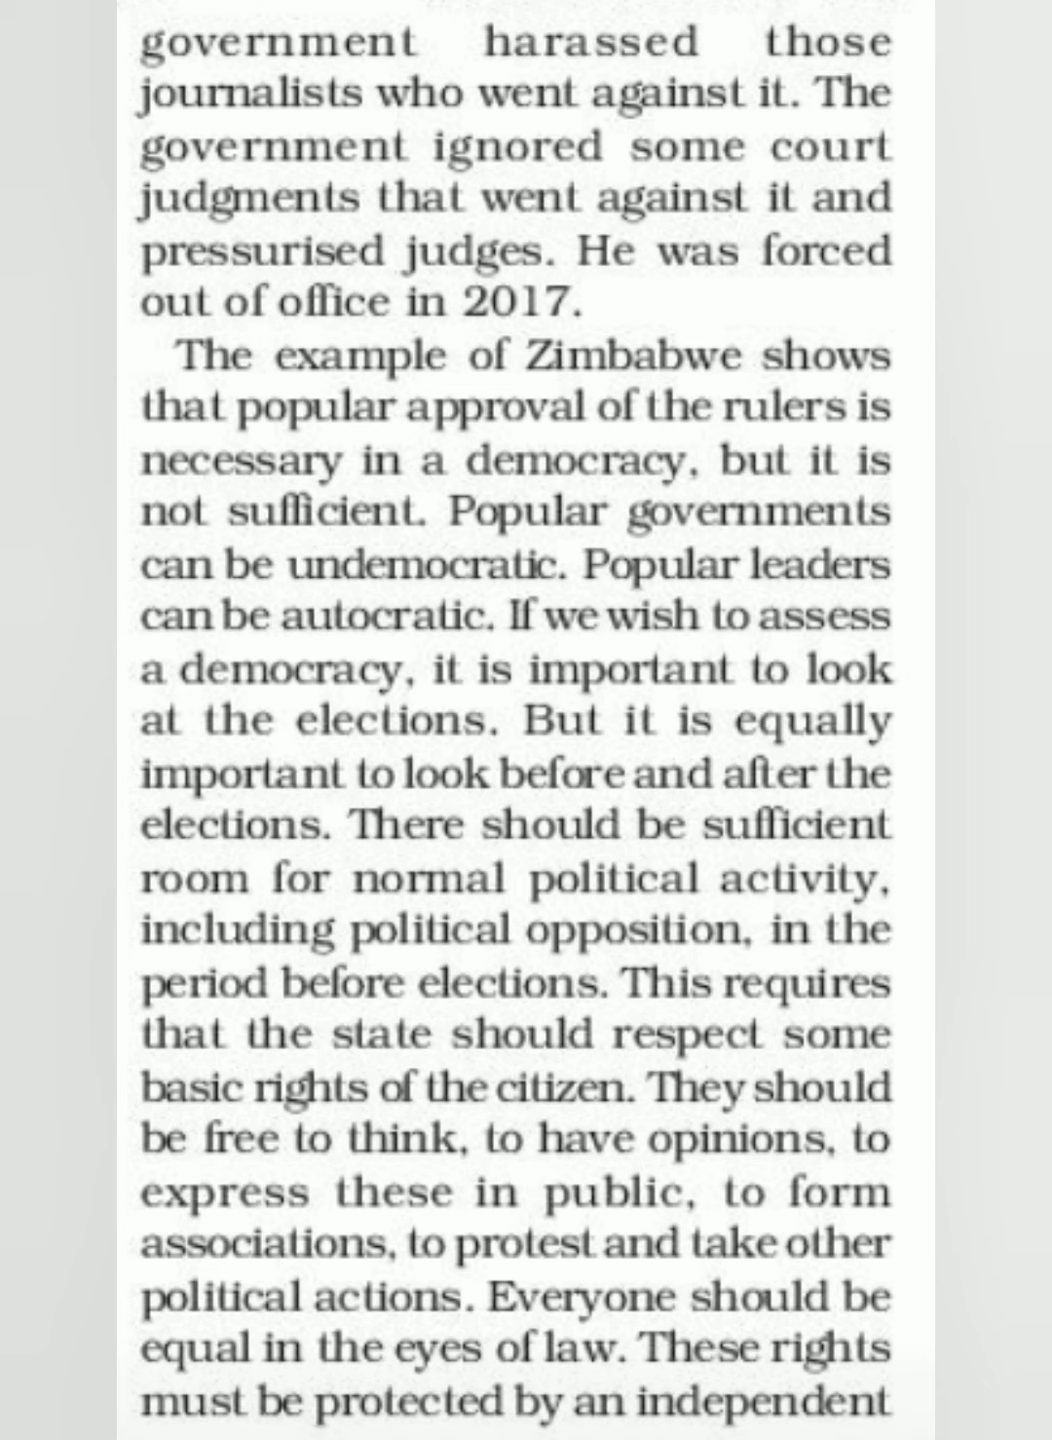 government harassed those
journalists who went against it. The
government ignored some court
judgments that went against it and
pressurised judges. He was forced
out of office in 2017.
The example of Zimbabwe shows
that popular approval of the rulers is
necessary in a democracy, but it is
not sufficient. Popular governments
can be undemocratic. Popular leaders
can be autocratic. If we wish to assess
a democracy, it is important to look
at the elections. But it is equally
important to look before and after the
elections. There should be sufficient
room for normal political activity,
including political opposition, in the
period before elections. This requires
that the state should respect some
basic rights of the citizen. They should
be free to think, to have opinions, to
express these in public, to form
associations, to protest and take other
political actions. Everyone should be
equal in the eyes of law. These rights
must be protected by an independent